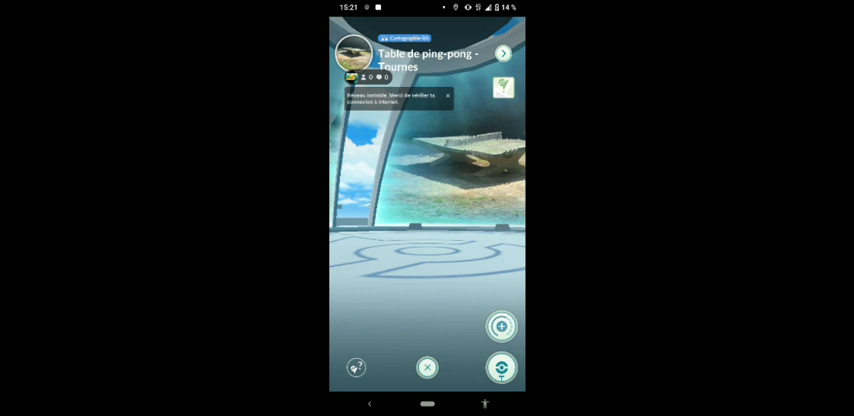 15:21
14 %
Cartographie RA
Table de ping-pong -
Tournes
0 0
Réseau instable. Merci de vérifier ta
connexion à Internet.